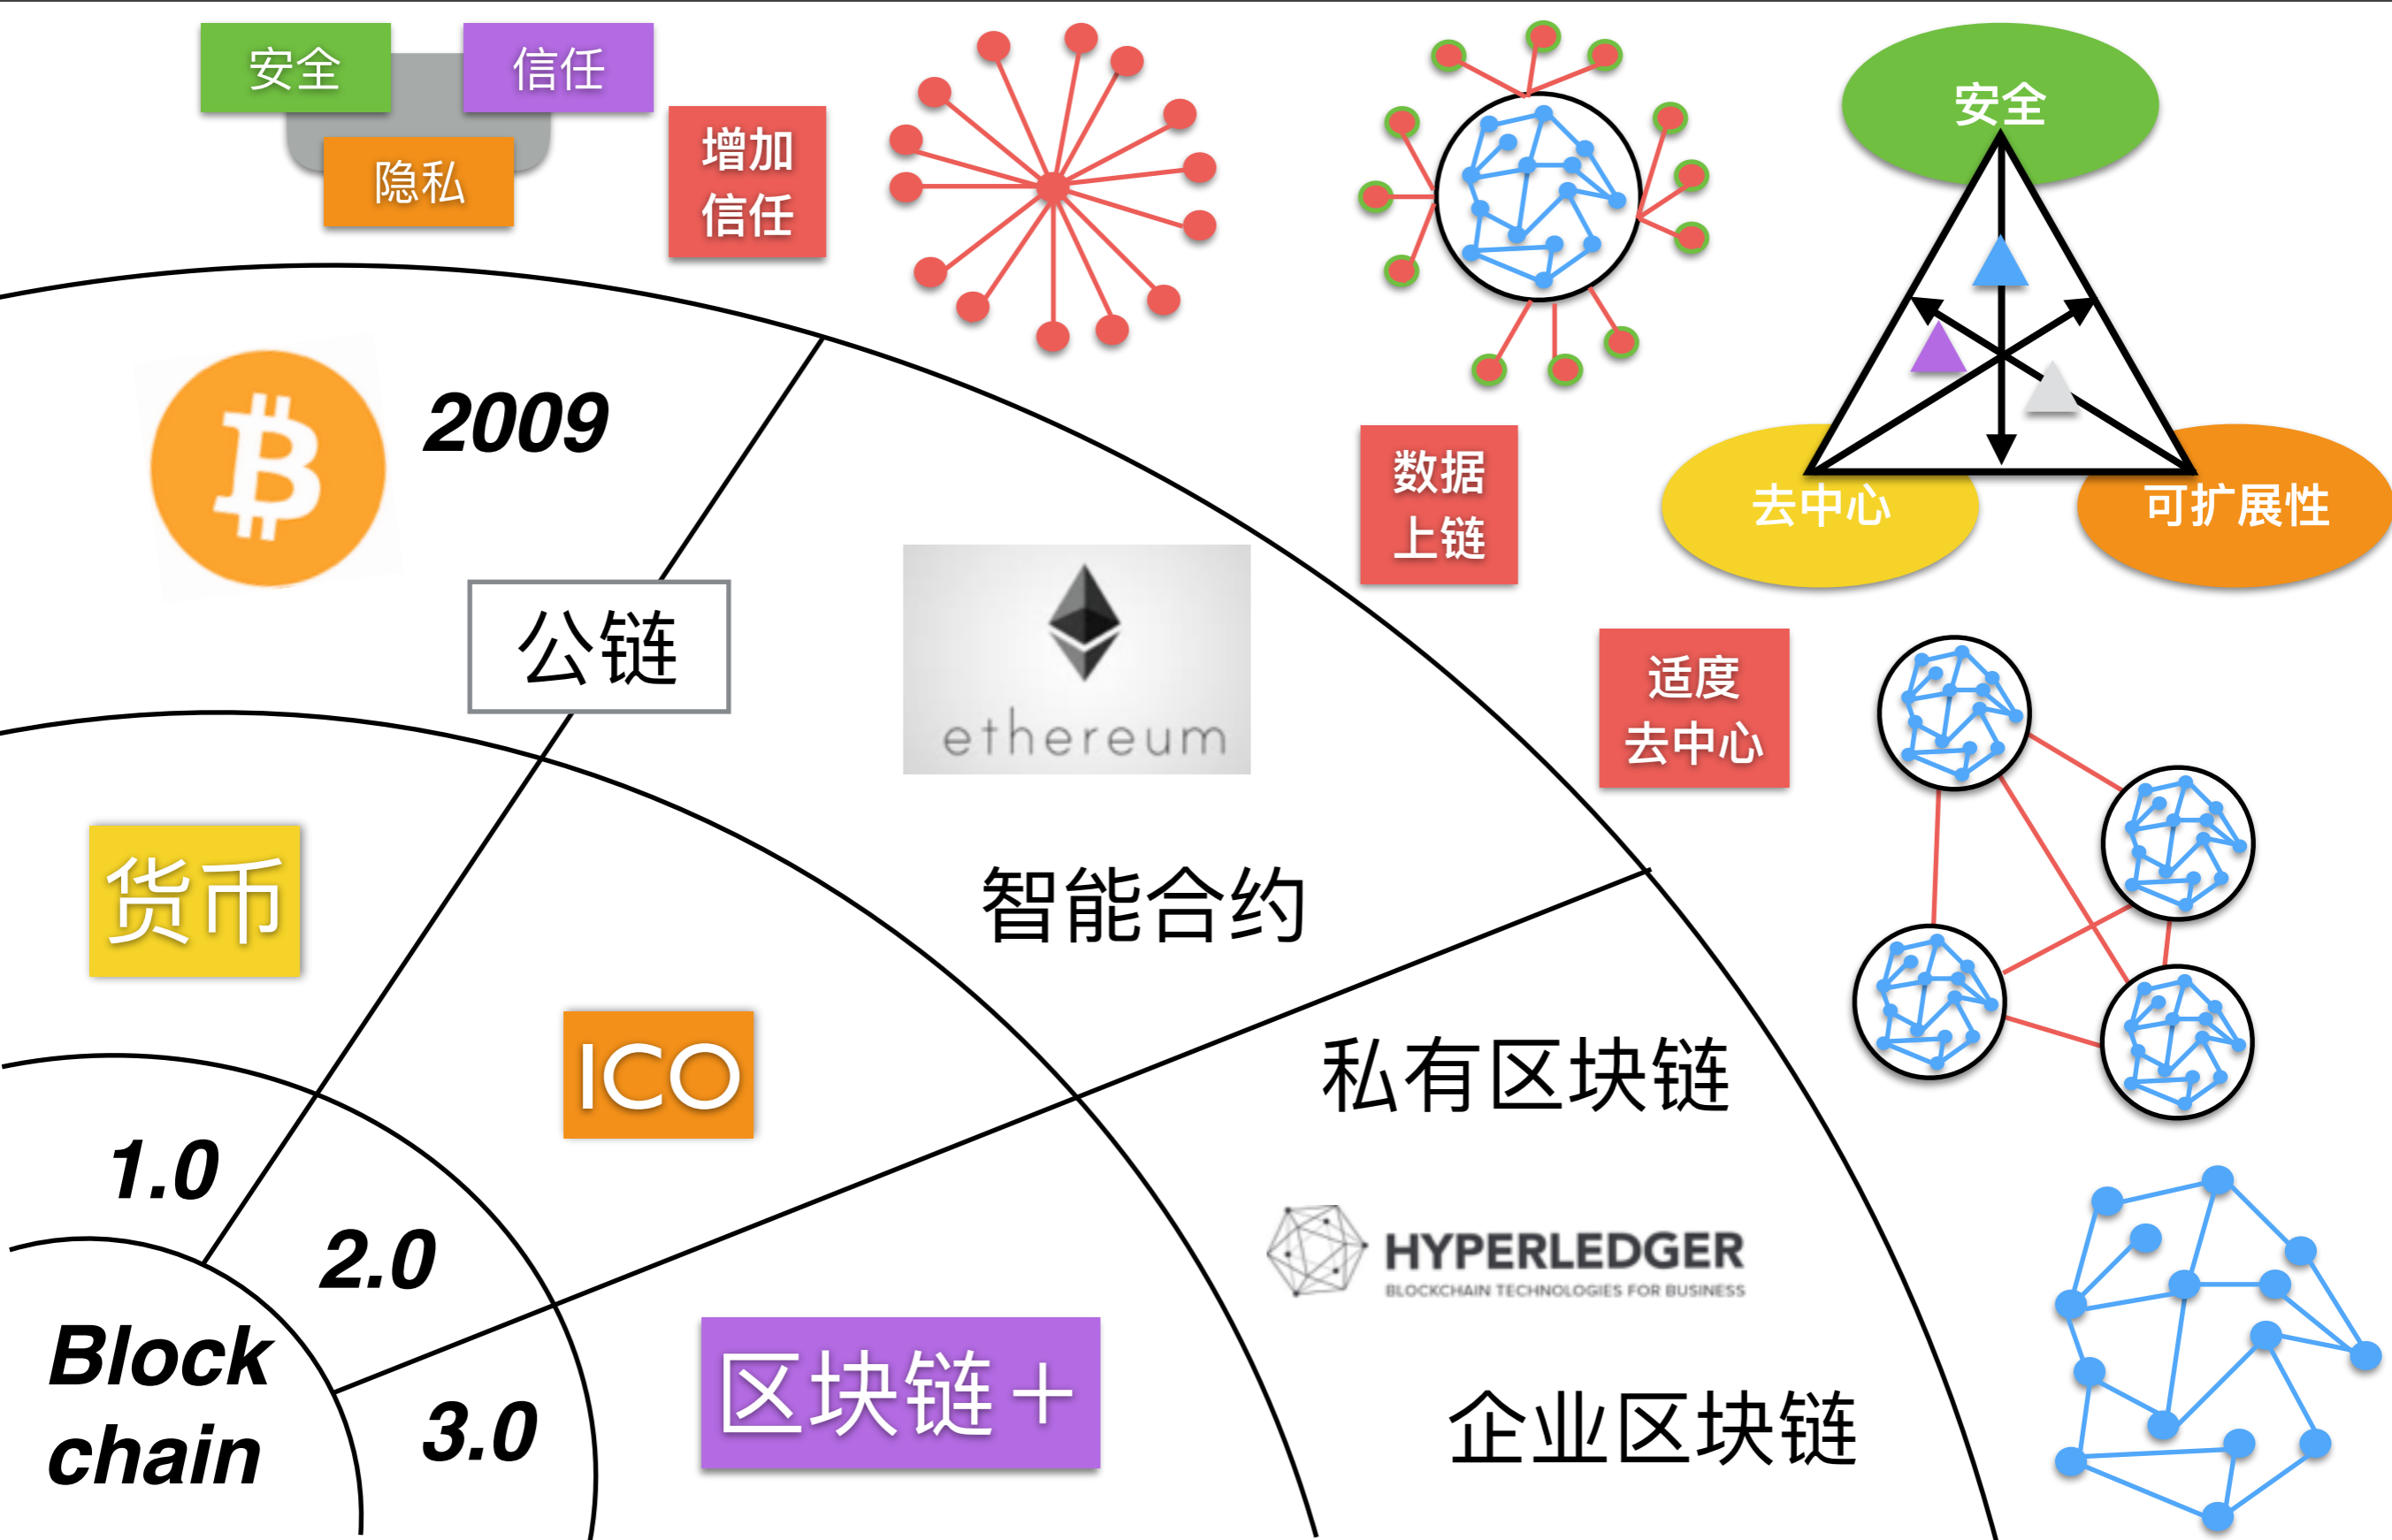 安全
信任
隐私
增加
信任
安全
去中心
可扩展性
数据
上链
适度
去中心
2009
公链
ethereum
智能合约
货币
ICO
私有区块链
HYPERLEDGER
BLOCKCHAIN TECHNOLOGIES FOR BUSINESS
企业区块链
1.0
2.0
3.0
区块链＋
Block
chain